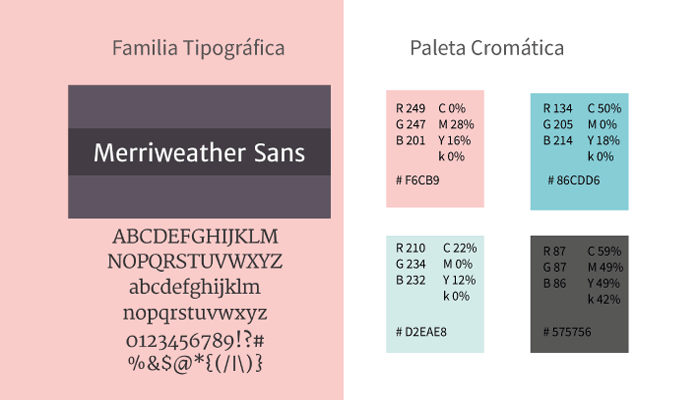 Familia Tipográfica
Merriweather Sans
ABCDEFGHIJKLM
NOPQRSTUVWXYZ
abcdefghijklm
nopqrstuvwxyz
0123456789!?#
%&$@*{(/|\)}
Paleta Cromática
R 249 C 0%
G 247 M 28%
B 201 Y 16%
k 0%
# F6CB9
R 134 C 50%
G 205 M 0%
B 214 Y 18%
k 0%
# 86CDD6
R 210 C 22%
G 234 M 0%
B 232 Y 12%
k 0%
# D2EAE8
R 87 C 59%
G 87 M 49%
B 86 Y 49%
k 42%
# 575756